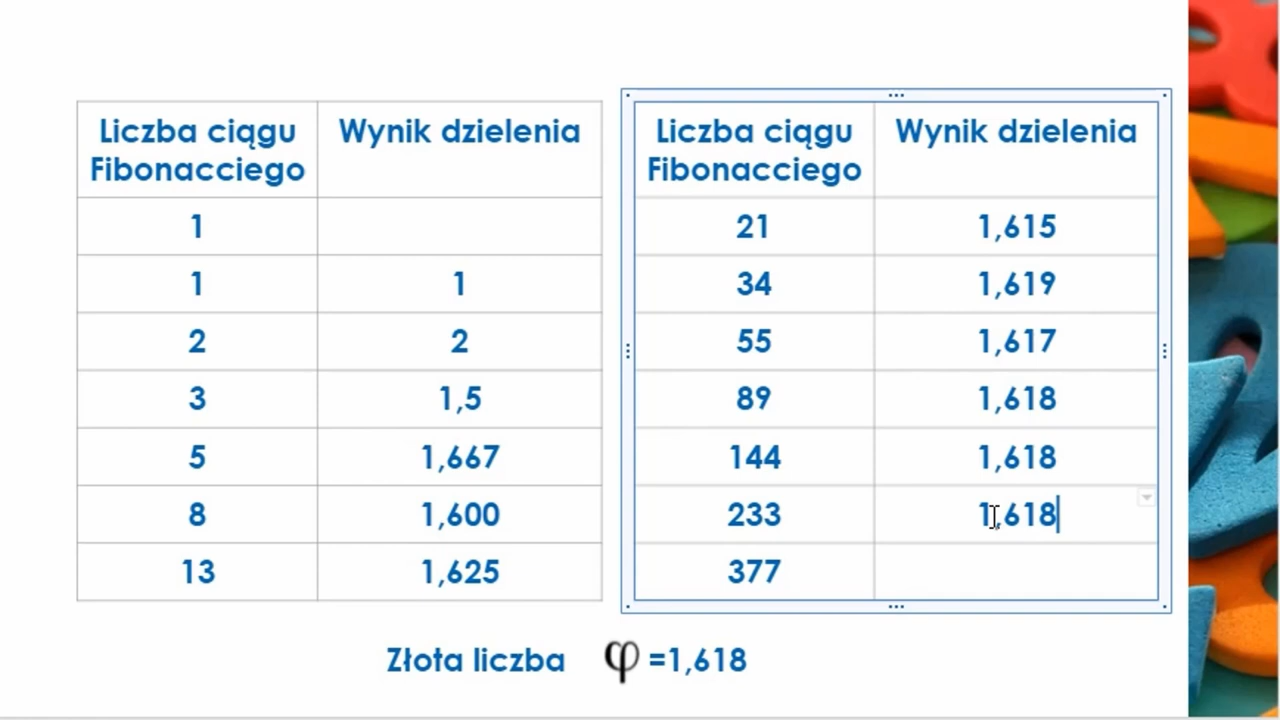 Liczba ciągu Wynik dzielenia
Fibonacciego
1
1 1
2 2
3 1,5
5 1,667
8 1,600
13 1,625
Liczba ciągu Wynik dzielenia
Fibonacciego
21 1,615
34 1,619
55 1,617
89 1,618
144 1,618
233 1,618
377
Złota liczba φ =1,618